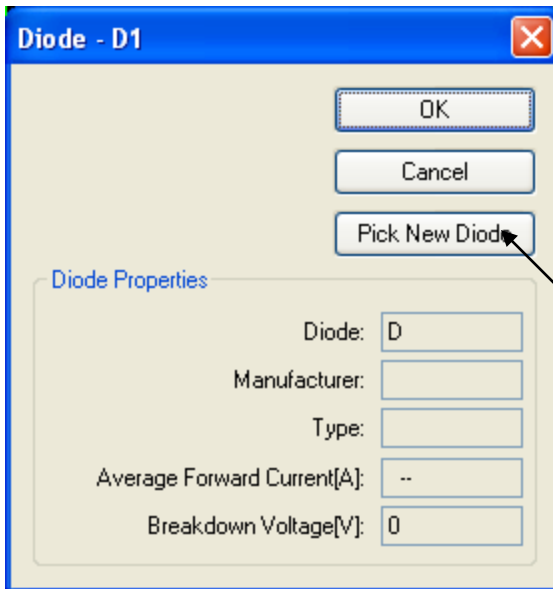 Diode - D1
OK
Cancel
Pick New Diode
Diode Properties
Diode: D
Manufacturer:
Type:
Average Forward Current[A]: --
Breakdown Voltage[V]: 0